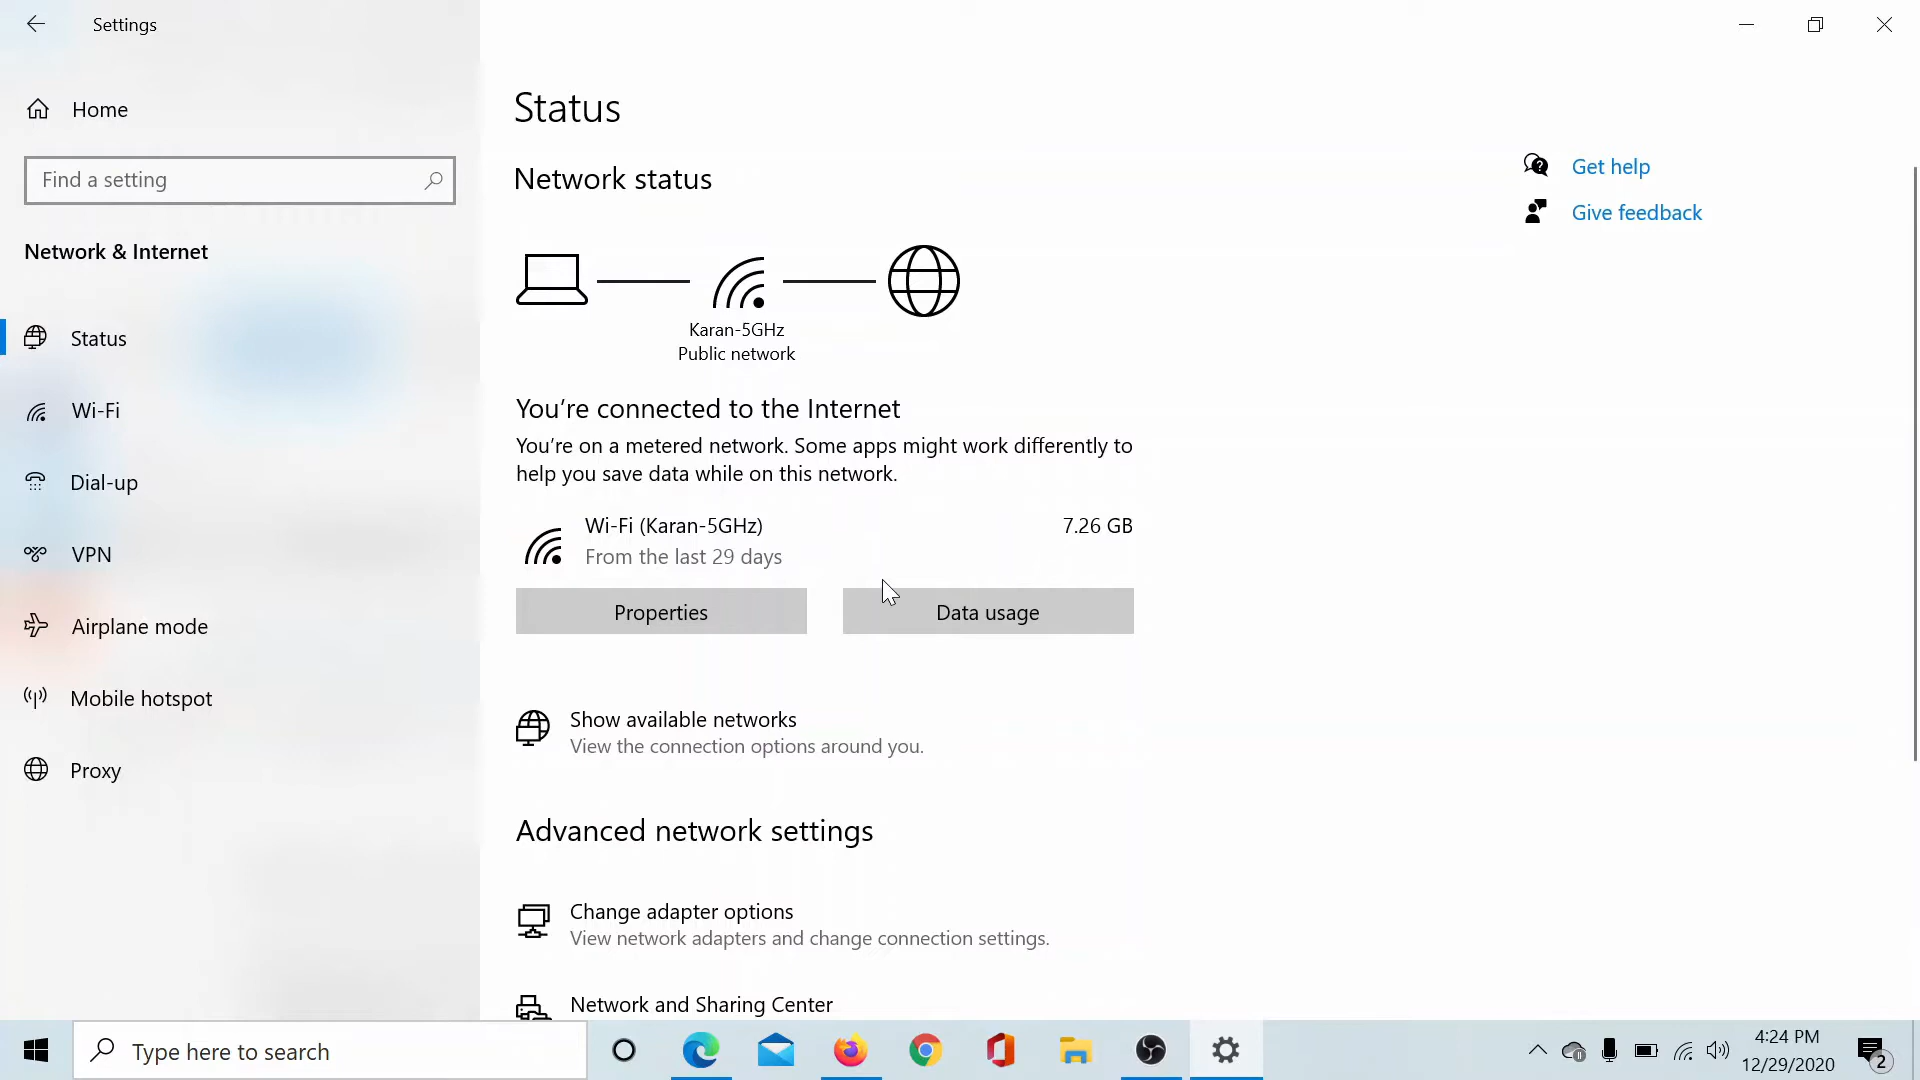 Settings
Home
Find a setting
Network & Internet
Status
Wi-Fi
Dial-up
VPN
Airplane mode
Mobile hotspot
Proxy
Status
Network status
Karan-5GHz
Public network
You're connected to the Internet
You're on a metered network. Some apps might work differently to
help you save data while on this network.
Wi-Fi (Karan-5GHz) 7.26 GB
From the last 29 days
Properties Data usage
Show available networks
View the connection options around you.
Advanced network settings
Change adapter options
View network adapters and change connection settings.
Network and Sharing Center
Get help
Give feedback
Type here to search
4:24 PM
12/29/2020
2